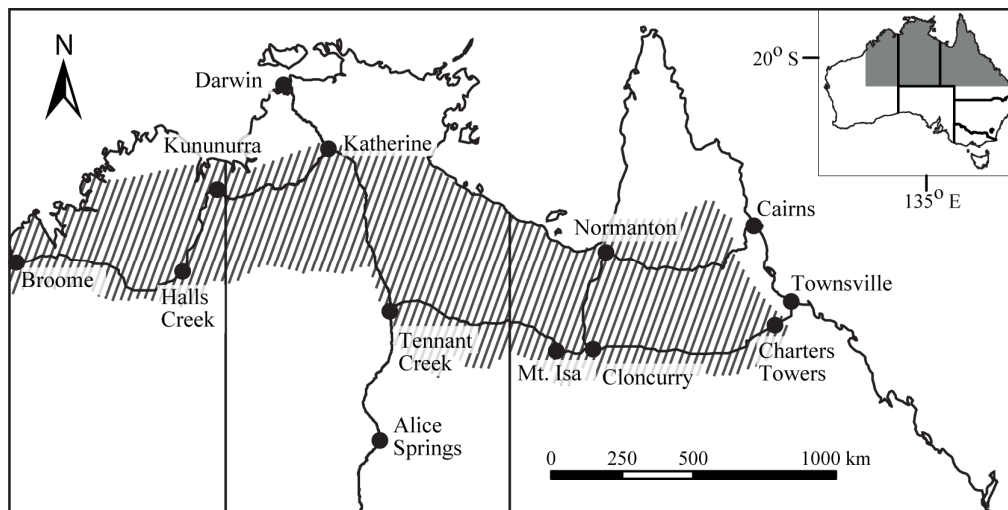 N
Darwin
Kununurra
Katherine
20° S
135° E
Normanton
Cairns
Broome
Halls
Creek
Townsville
Tennant
Creek
Mt. Isa
Cloncurry
Charters
Towers
Alice
Springs
0 250 500 1000 km